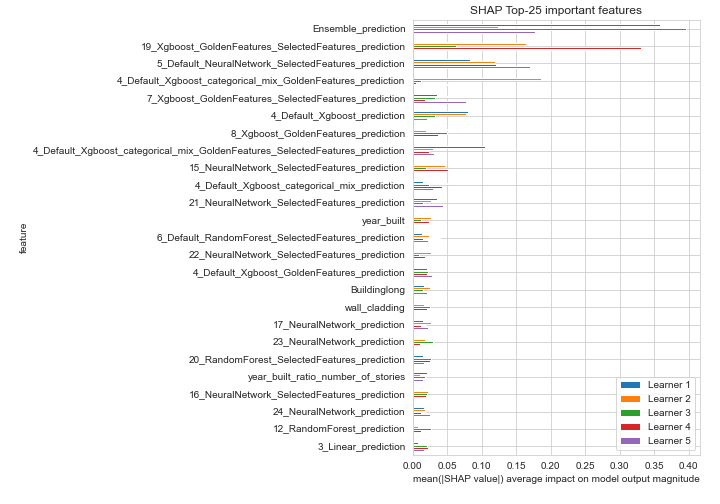 SHAP Top-25 important features
Ensemble_prediction
19_Xgboost_GoldenFeatures_SelectedFeatures_prediction
5_Default_NeuralNetwork_SelectedFeatures_prediction
4_Default_Xgboost_categorical_mix_GoldenFeatures_prediction
7_Xgboost_GoldenFeatures_SelectedFeatures_prediction
4_Default_Xgboost_prediction
8_Xgboost_GoldenFeatures_prediction
4_Default_Xgboost_categorical_mix_GoldenFeatures_SelectedFeatures_prediction
15_NeuralNetwork_SelectedFeatures_prediction
4_Default_Xgboost_categorical_mix_prediction
21_NeuralNetwork_SelectedFeatures_prediction
year_built
6_Default_RandomForest_SelectedFeatures_prediction
22_NeuralNetwork_SelectedFeatures_prediction
4_Default_Xgboost_GoldenFeatures_prediction
Buildinglong
wall_cladding
17_NeuralNetwork_prediction
23_NeuralNetwork_prediction
20_RandomForest_SelectedFeatures_prediction
year_built_ratio_number_of_stories
16_NeuralNetwork_SelectedFeatures_prediction
24_NeuralNetwork_prediction
12_RandomForest_prediction
3_Linear_prediction
feature
Learner 1
Learner 2
Learner 3
Learner 4
Learner 5
0.00 0.05 0.10 0.15 0.20 0.25 0.30 0.35 0.40
mean(|SHAP value|) average impact on model output magnitude